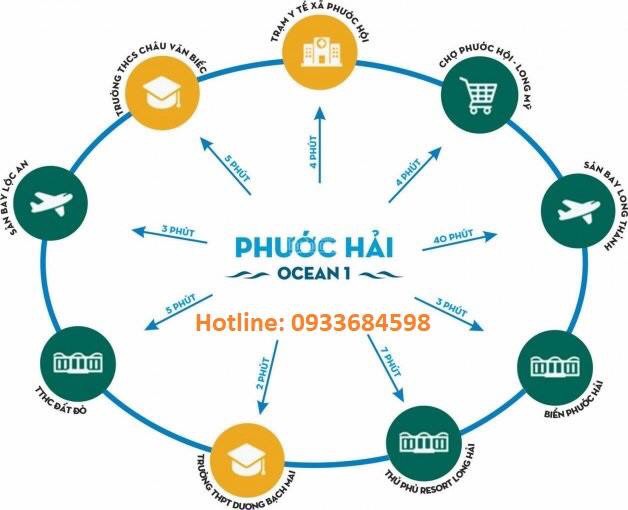 TRẠM Y TẾ XÃ PHƯỚC HỘI
4 PHÚT
CHỢ PHƯỚC HỘI - LONG MỸ
4 PHÚT
SÂN BAY LONG THÀNH
40 PHÚT
BIỂN PHƯỚC HẢI
3 PHÚT
THỦ PHỦ RESORT LONG HẢI
7 PHÚT
TRƯỜNG THPT DƯƠNG BẠCH MAI
2 PHÚT
TTHC ĐẤT ĐỎ
5 PHÚT
SÂN BAY LỘC AN
3 PHÚT
TRƯỜNG THCS CHÂU VĂN BIẾC
5 PHÚT
PHƯỚC HẢI
OCEAN 1
Hotline: 0933684598